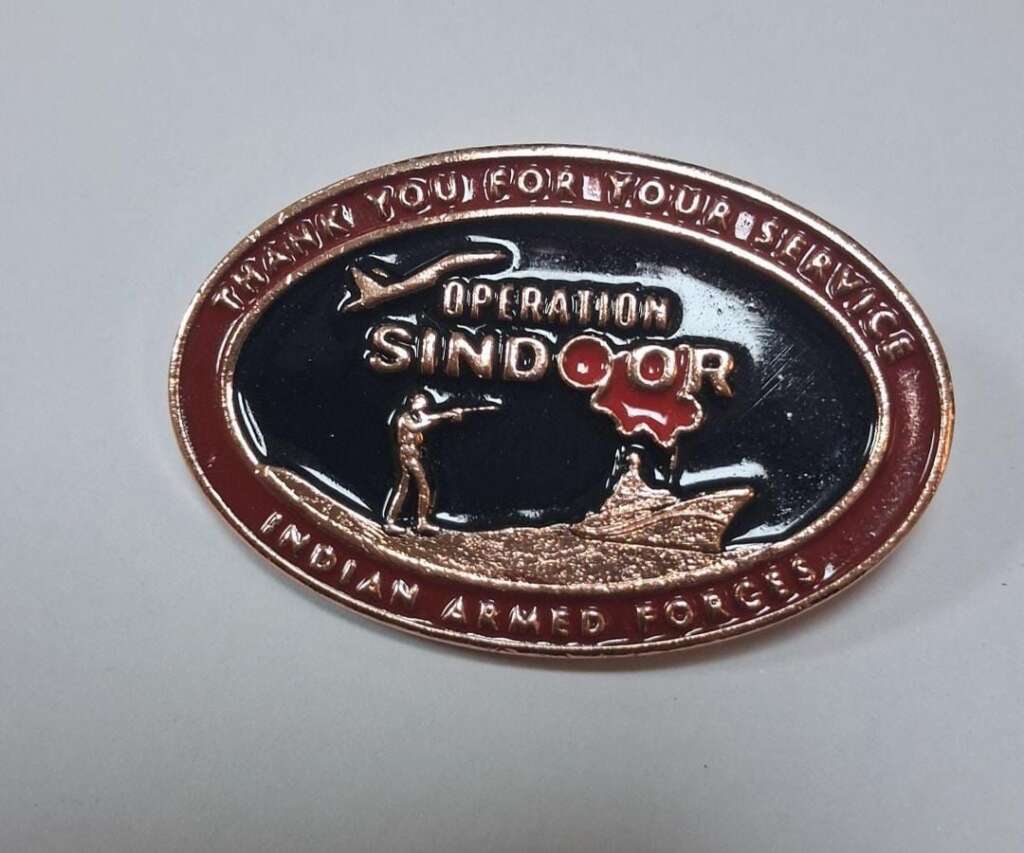 THANK YOU FOR YOUR SERVICE
OPERATION
SINDOOR
INDIAN ARMED FORCES